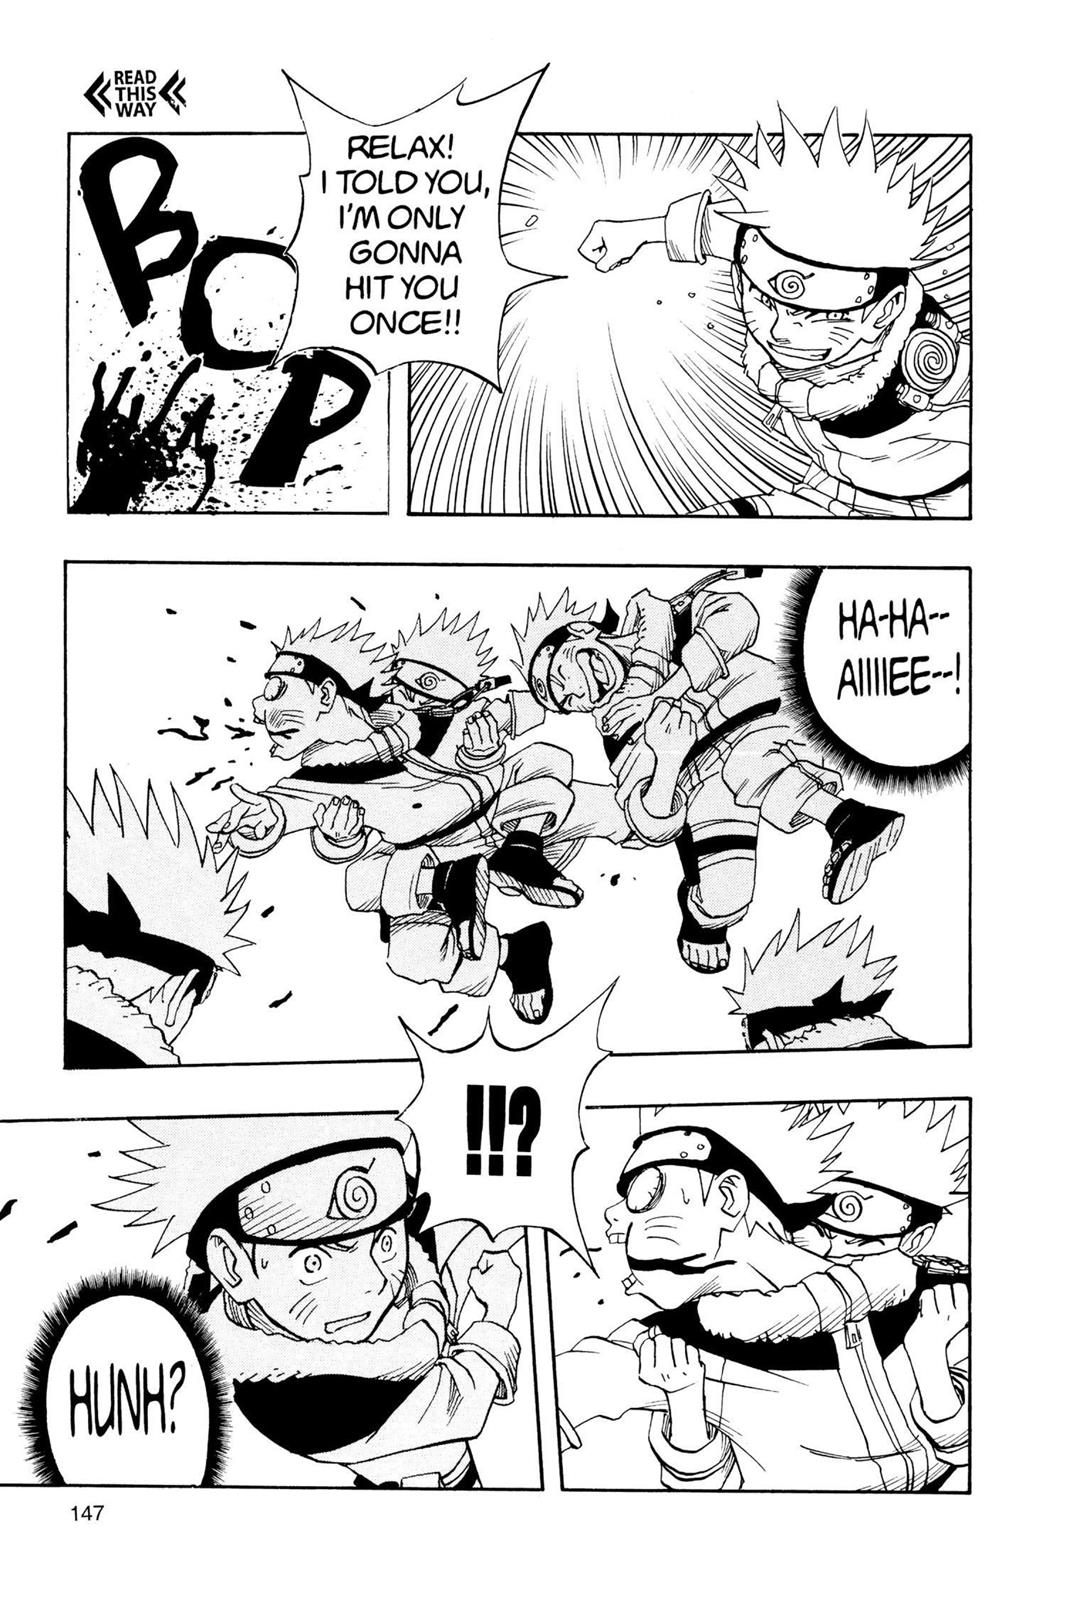 READ
THIS
WAY
RELAX!
I TOLD YOU,
I'M ONLY
GONNA
HIT YOU
ONCE!!
BOP
HA-HA--
AIIIIEE--!
!!?
HUNH?
147